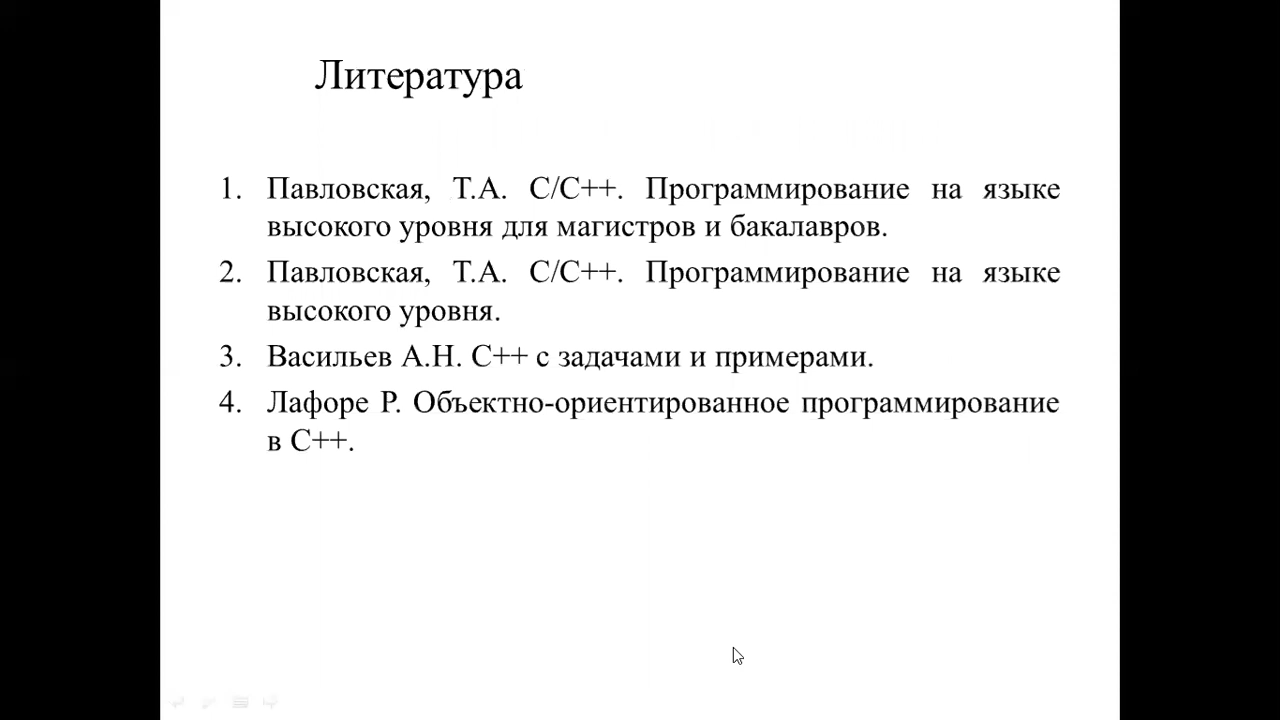 Литература
1. Павловская, Т.А. С/С++. Программирование на языке
высокого уровня для магистров и бакалавров.
2. Павловская, Т.А. С/С++. Программирование на языке
высокого уровня.
3. Васильев А.Н. С++ с задачами и примерами.
4. Лафоре Р. Объектно-ориентированное программирование
в С++.